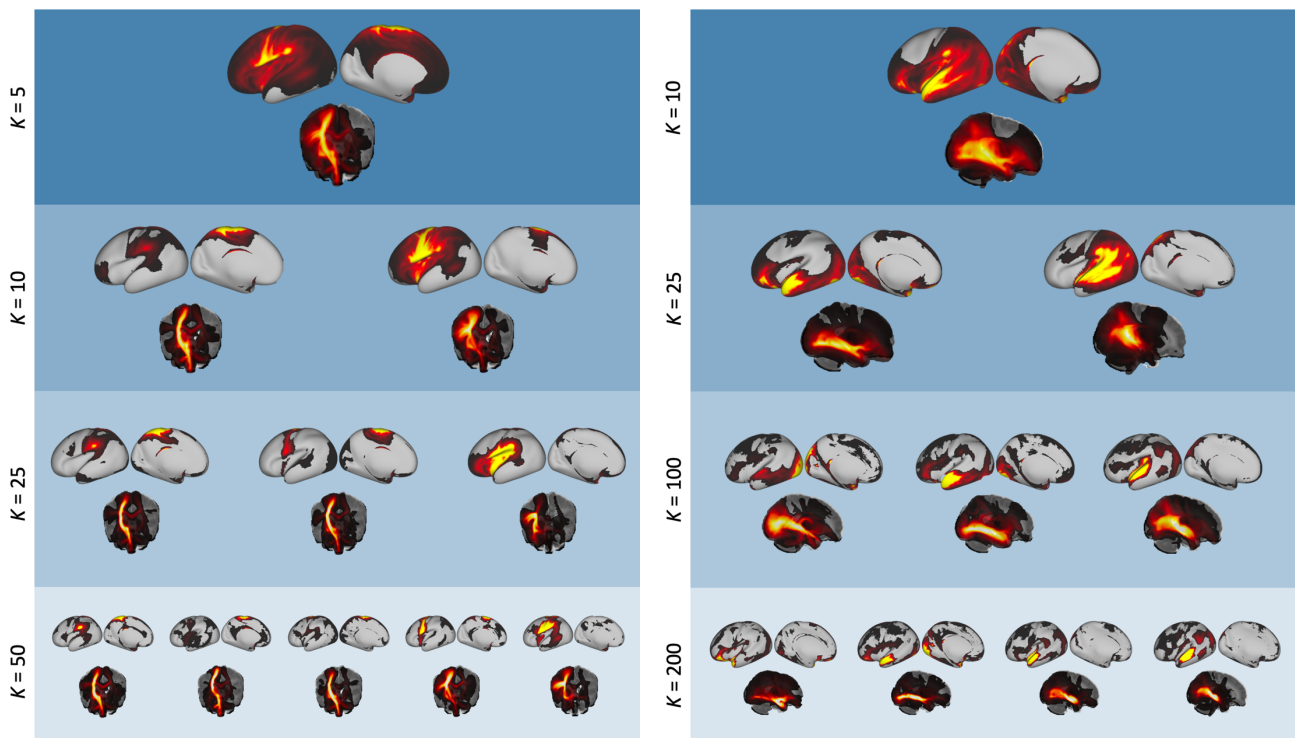 K = 5
K = 10
K = 25
K = 50
K = 10
K = 25
K = 100
K = 200